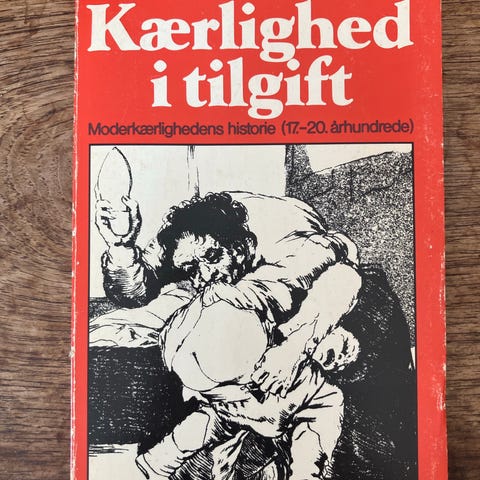 Kærlighed
i tilgift
Moderkærlighedens historie (17.-20. århundrede)